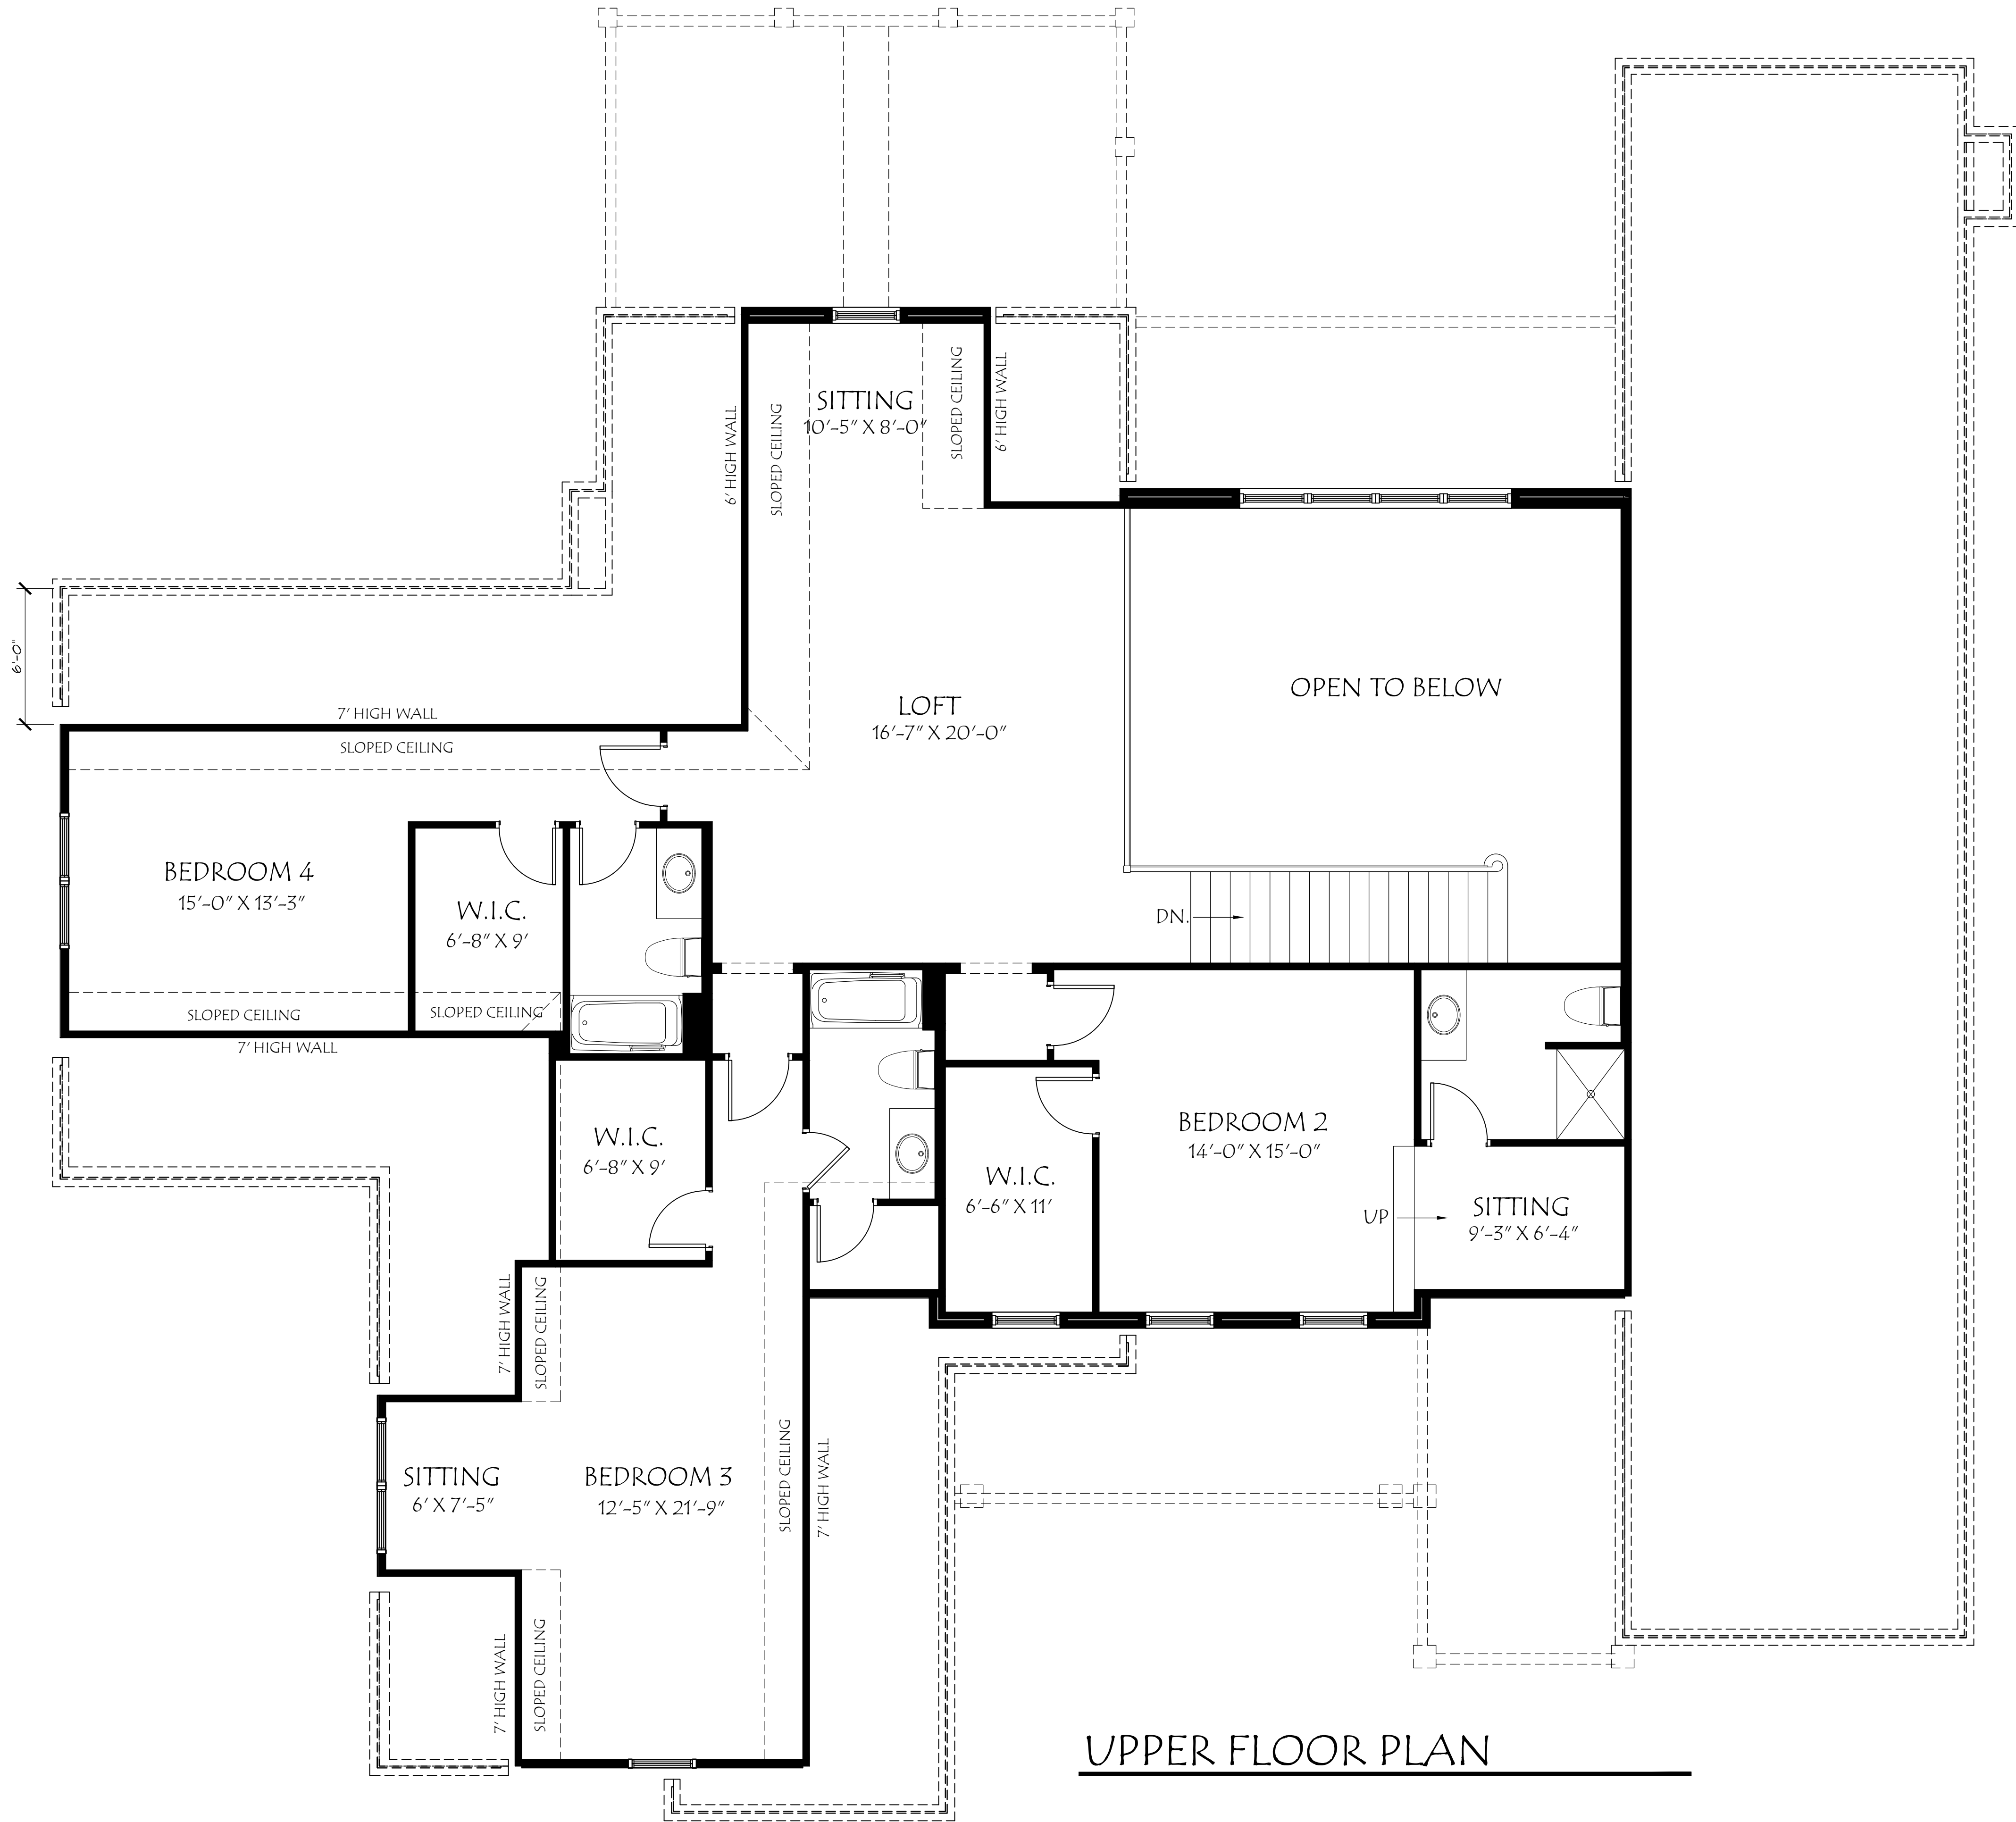 SITTING
10'-5" X 8'-0"
SLOPED CEILING
6' HIGH WALL
6' HIGH WALL
SLOPED CEILING
6'-0"
OPEN TO BELOW
LOFT
16'-7" X 20'-0"
7' HIGH WALL
SLOPED CEILING
BEDROOM 4
15'-0" X 13'-3"
W.I.C.
6'-8" X 9'
DN.
SLOPED CEILING
SLOPED CEILING
7' HIGH WALL
W.I.C.
6'-8" X 9'
BEDROOM 2
14'-0" X 15'-0"
W.I.C.
6'-6" X 11'
UP
SITTING
9'-3" X 6'-4"
7' HIGH WALL
SLOPED CEILING
SITTING
6' X 7'-5"
BEDROOM 3
12'-5" X 21'-9"
SLOPED CEILING
7' HIGH WALL
7' HIGH WALL
SLOPED CEILING
UPPER FLOOR PLAN